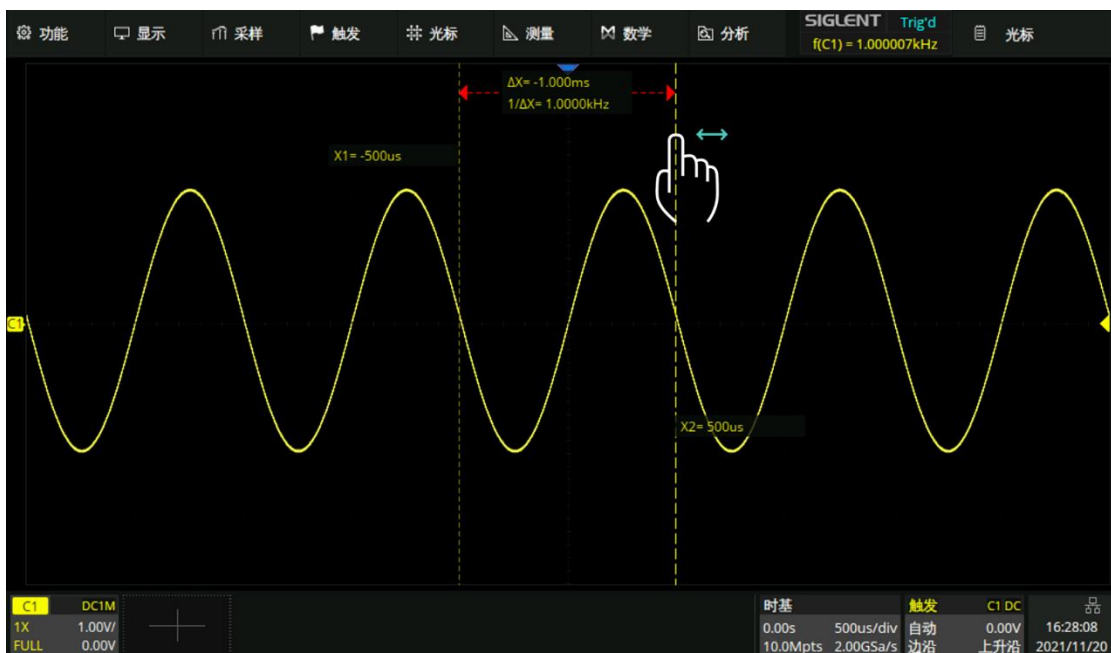 功能 显示 采样 触发 光标 测量 数学 分析 SIGLENT Trig'd 光标
f(C1) = 1.000007kHz
ΔX= -1.000ms
1/ΔX= 1.0000kHz
X1= -500us
C1
X2= 500us
C1 DC1M 时基 触发 C1 DC
1X 1.00V/ 0.00s 500us/div 自动 0.00V 16:28:08
FULL 0.00V 10.0Mpts 2.00GSa/s 边沿 上升沿 2021/11/20